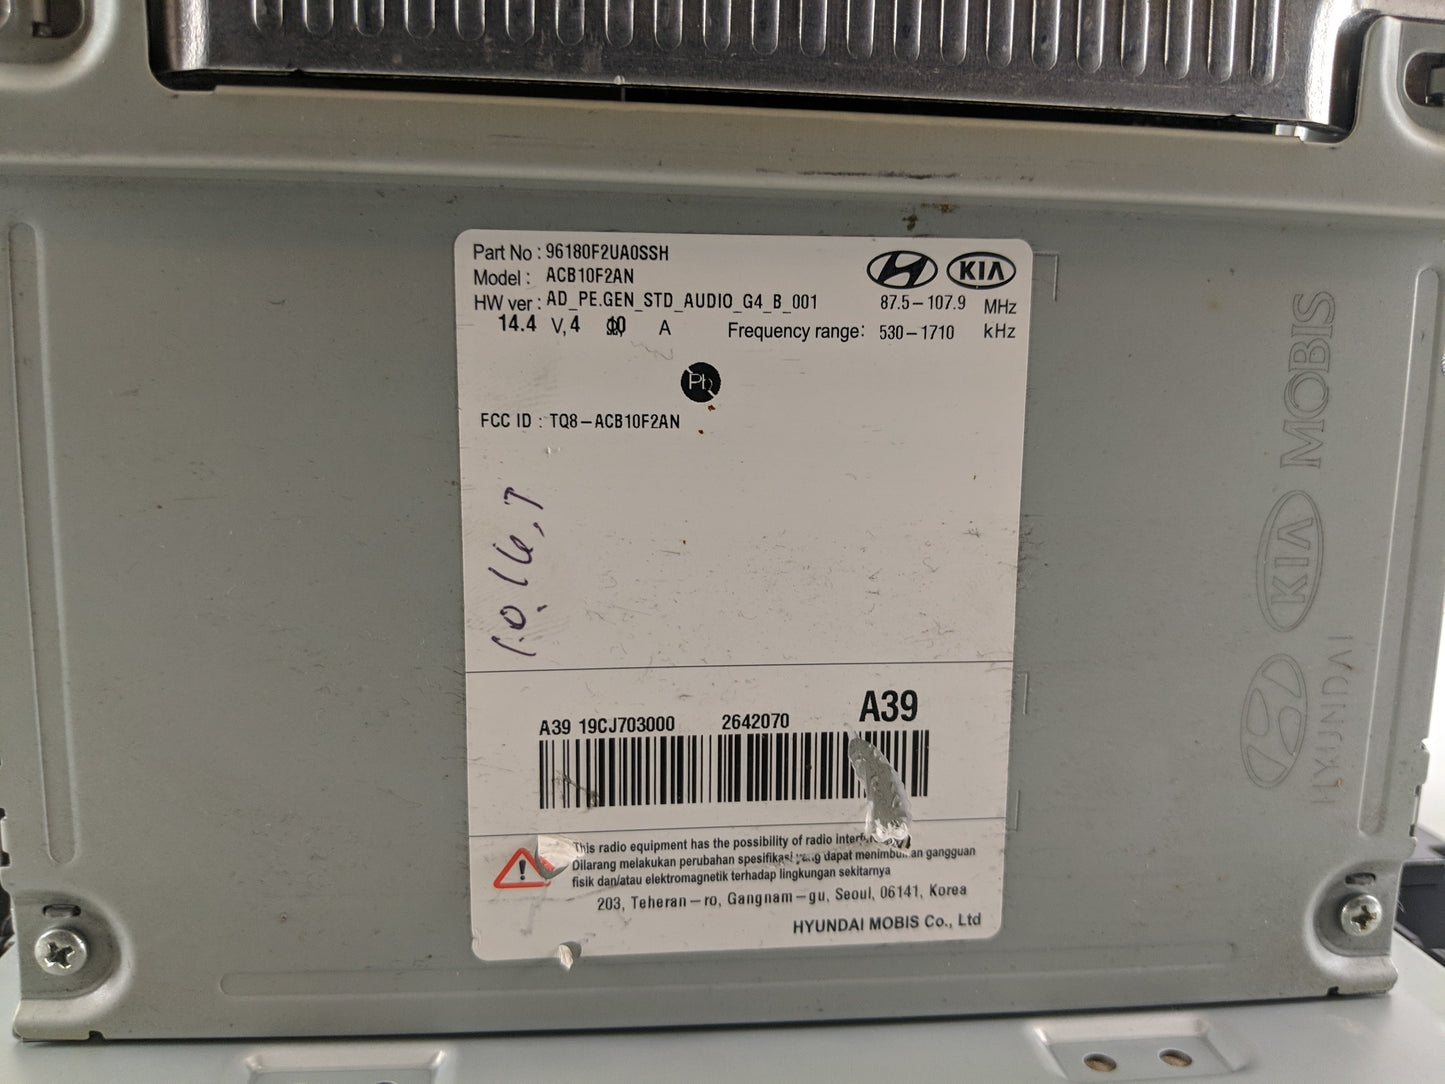 Part No : 96180F2UA0SSH
Model : ACB10F2AN
HW ver : AD_PE.GEN_STD_AUDIO_G4_B_001
14.4 V, 4 A
KIA
87.5-107.9 MHz
Frequency range: 530-1710 kHz
Pb
FCC ID : TQ8-ACB10F2AN
A39 19CJ703000 2642070 A39
This radio equipment has the possibility of radio
Dilarang melakukan perubahan spesifikasi yang dapat gangguan
fisik dan/atau elektromagnetik terhadap lingkungan sekitarnya
203, Teheran-ro, Gangnam-gu, Seoul, 06141, Korea
HYUNDAI MOBIS Co., Ltd
HYUNDAI KIA MOBIS